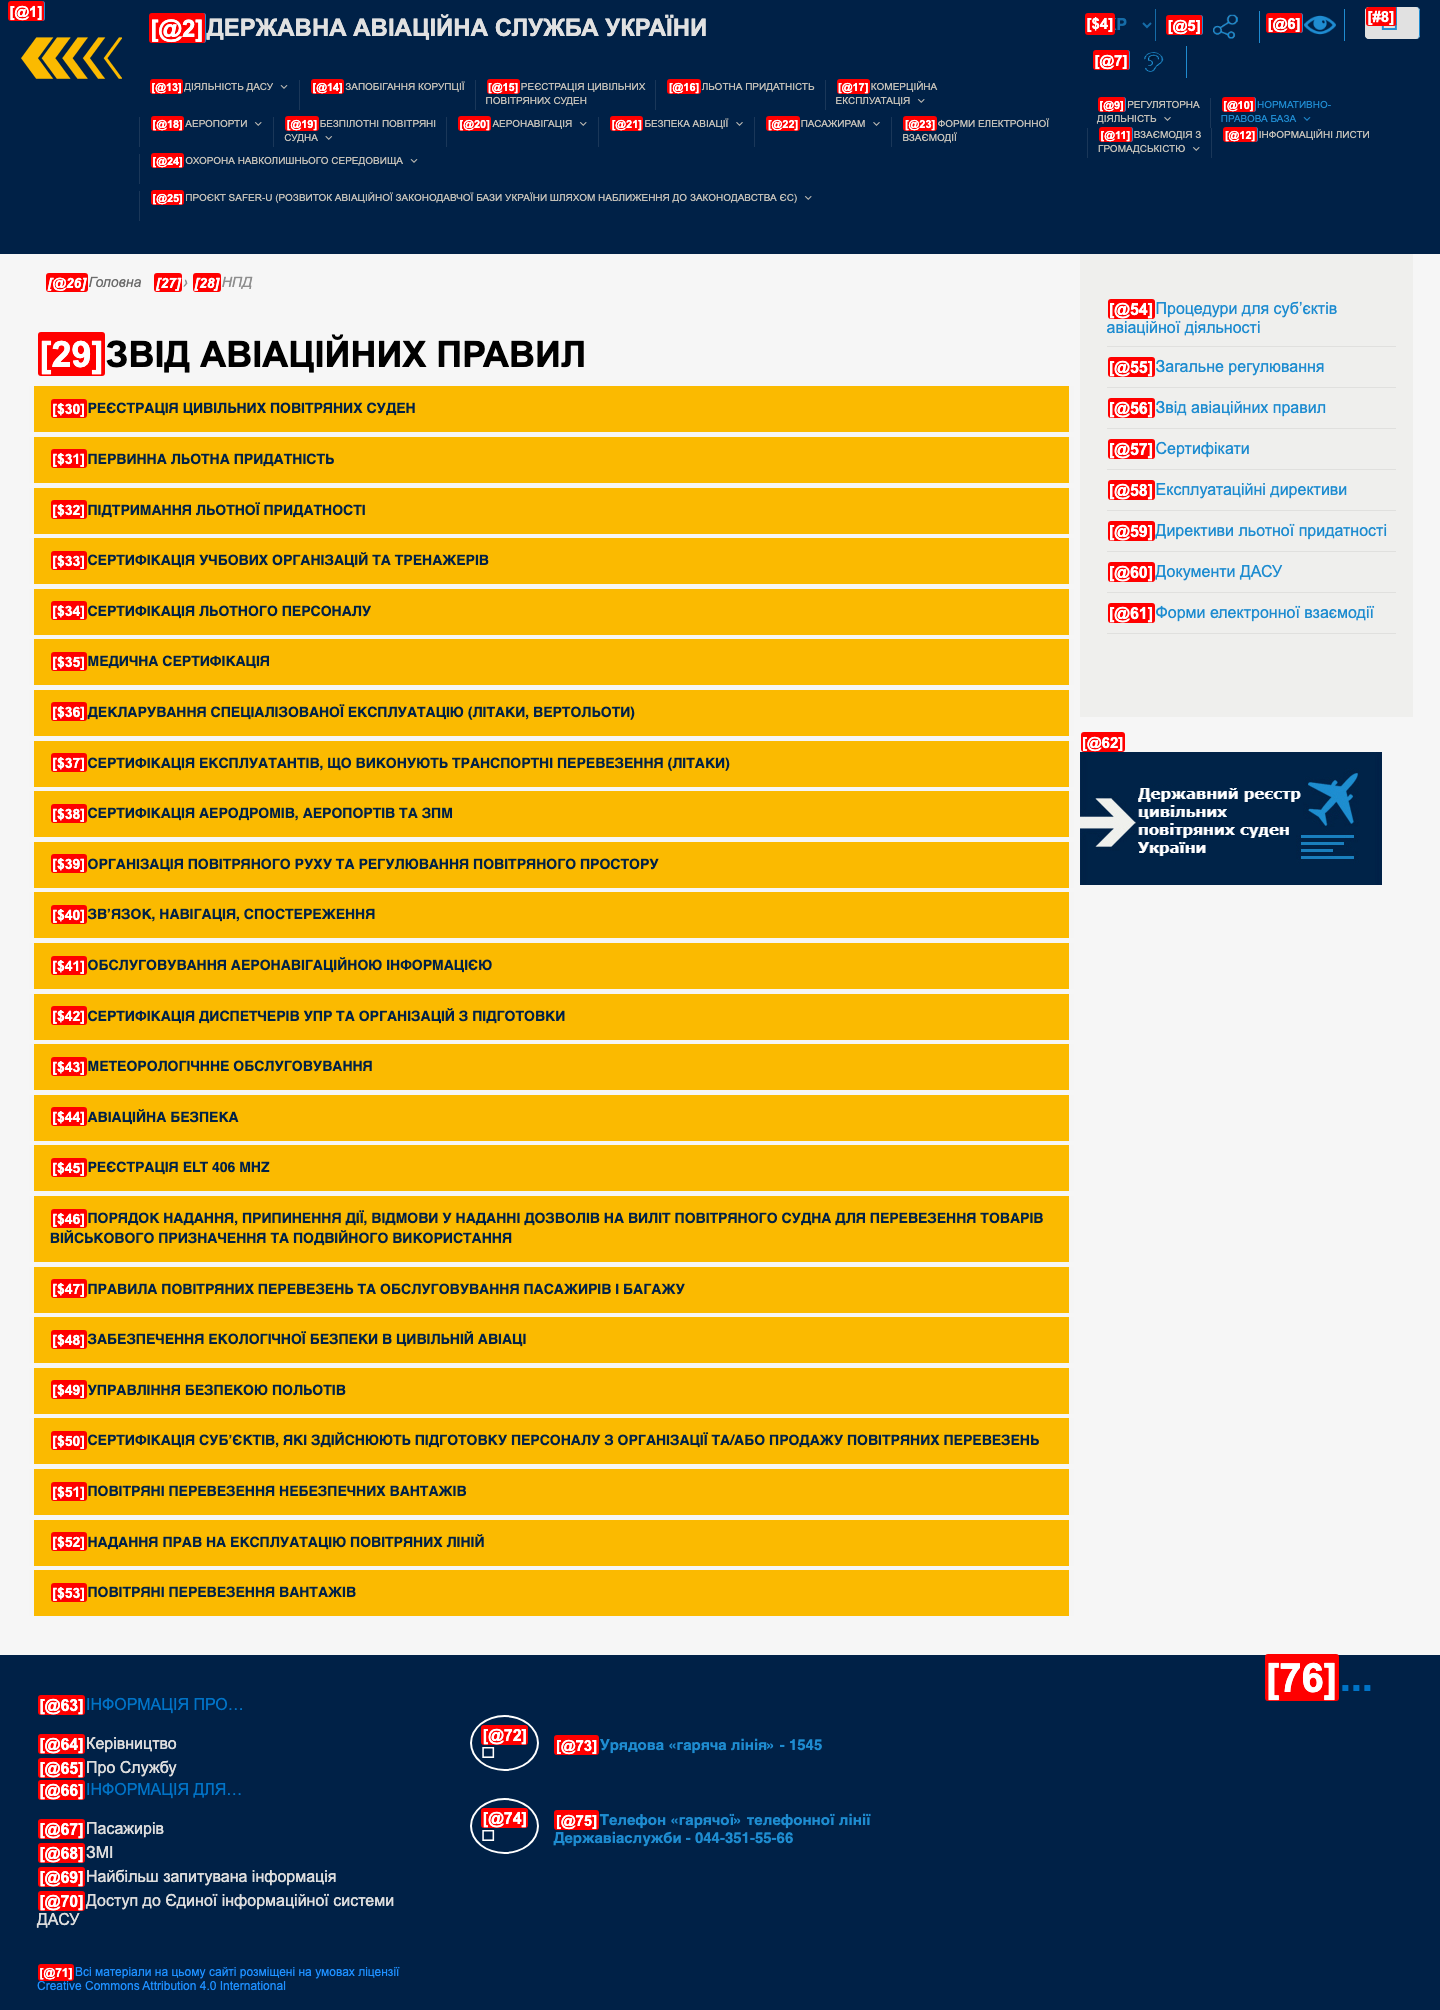 [@1]
[@2]ДЕРЖАВНА АВІАЦІЙНА СЛУЖБА УКРАЇНИ
[$4]Р
[@5]
[@6]
[#8]
[@7]
[@13]ДІЯЛЬНІСТЬ ДАСУ
[@14]ЗАПОБІГАННЯ КОРУПЦІЇ
[@15]РЕЄСТРАЦІЯ ЦИВІЛЬНИХ
ПОВІТРЯНИХ СУДЕН
[@16]ЛЬОТНА ПРИДАТНІСТЬ
[@17]КОМЕРЦІЙНА
ЕКСПЛУАТАЦІЯ
[@18]АЕРОПОРТИ
[@19]БЕЗПІЛОТНІ ПОВІТРЯНІ
СУДНА
[@20]АЕРОНАВІГАЦІЯ
[@21]БЕЗПЕКА АВІАЦІЇ
[@22]ПАСАЖИРАМ
[@23]ФОРМИ ЕЛЕКТРОННОЇ
ВЗАЄМОДІЇ
[@24]ОХОРОНА НАВКОЛИШНЬОГО СЕРЕДОВИЩА
[@25]ПРОЄКТ SAFER-U (РОЗВИТОК АВІАЦІЙНОЇ ЗАКОНОДАВЧОЇ БАЗИ УКРАЇНИ ШЛЯХОМ НАБЛИЖЕННЯ ДО ЗАКОНОДАВСТВА ЄС)
[@9]РЕГУЛЯТОРНА
ДІЯЛЬНІСТЬ
[@10]НОРМАТИВНО-
ПРАВОВА БАЗА
[@11]ВЗАЄМОДІЯ З
ГРОМАДСЬКІСТЮ
[@12]ІНФОРМАЦІЙНІ ЛИСТИ
[@26]Головна [27]› [28]НПД
[29]ЗВІД АВІАЦІЙНИХ ПРАВИЛ
[$30]РЕЄСТРАЦІЯ ЦИВІЛЬНИХ ПОВІТРЯНИХ СУДЕН
[$31]ПЕРВИННА ЛЬОТНА ПРИДАТНІСТЬ
[$32]ПІДТРИМАННЯ ЛЬОТНОЇ ПРИДАТНОСТІ
[$33]СЕРТИФІКАЦІЯ УЧБОВИХ ОРГАНІЗАЦІЙ ТА ТРЕНАЖЕРІВ
[$34]СЕРТИФІКАЦІЯ ЛЬОТНОГО ПЕРСОНАЛУ
[$35]МЕДИЧНА СЕРТИФІКАЦІЯ
[$36]ДЕКЛАРУВАННЯ СПЕЦІАЛІЗОВАНОЇ ЕКСПЛУАТАЦІЮ (ЛІТАКИ, ВЕРТОЛЬОТИ)
[$37]СЕРТИФІКАЦІЯ ЕКСПЛУАТАНТІВ, ЩО ВИКОНУЮТЬ ТРАНСПОРТНІ ПЕРЕВЕЗЕННЯ (ЛІТАКИ)
[$38]СЕРТИФІКАЦІЯ АЕРОДРОМІВ, АЕРОПОРТІВ ТА ЗПМ
[$39]ОРГАНІЗАЦІЯ ПОВІТРЯНОГО РУХУ ТА РЕГУЛЮВАННЯ ПОВІТРЯНОГО ПРОСТОРУ
[$40]ЗВ’ЯЗОК, НАВІГАЦІЯ, СПОСТЕРЕЖЕННЯ
[$41]ОБСЛУГОВУВАННЯ АЕРОНАВІГАЦІЙНОЮ ІНФОРМАЦІЄЮ
[$42]СЕРТИФІКАЦІЯ ДИСПЕТЧЕРІВ УПР ТА ОРГАНІЗАЦІЙ З ПІДГОТОВКИ
[$43]МЕТЕОРОЛОГІЧННЕ ОБСЛУГОВУВАННЯ
[$44]АВІАЦІЙНА БЕЗПЕКА
[$45]РЕЄСТРАЦІЯ ELT 406 MHZ
[$46]ПОРЯДОК НАДАННЯ, ПРИПИНЕННЯ ДІЇ, ВІДМОВИ У НАДАННІ ДОЗВОЛІВ НА ВИЛІТ ПОВІТРЯНОГО СУДНА ДЛЯ ПЕРЕВЕЗЕННЯ ТОВАРІВ
ВІЙСЬКОВОГО ПРИЗНАЧЕННЯ ТА ПОДВІЙНОГО ВИКОРИСТАННЯ
[$47]ПРАВИЛА ПОВІТРЯНИХ ПЕРЕВЕЗЕНЬ ТА ОБСЛУГОВУВАННЯ ПАСАЖИРІВ І БАГАЖУ
[$48]ЗАБЕЗПЕЧЕННЯ ЕКОЛОГІЧНОЇ БЕЗПЕКИ В ЦИВІЛЬНІЙ АВІАЦІ
[$49]УПРАВЛІННЯ БЕЗПЕКОЮ ПОЛЬОТІВ
[$50]СЕРТИФІКАЦІЯ СУБ’ЄКТІВ, ЯКІ ЗДІЙСНЮЮТЬ ПІДГОТОВКУ ПЕРСОНАЛУ З ОРГАНІЗАЦІЇ ТА/АБО ПРОДАЖУ ПОВІТРЯНИХ ПЕРЕВЕЗЕНЬ
[$51]ПОВІТРЯНІ ПЕРЕВЕЗЕННЯ НЕБЕЗПЕЧНИХ ВАНТАЖІВ
[$52]НАДАННЯ ПРАВ НА ЕКСПЛУАТАЦІЮ ПОВІТРЯНИХ ЛІНІЙ
[$53]ПОВІТРЯНІ ПЕРЕВЕЗЕННЯ ВАНТАЖІВ
[@54]Процедури для суб’єктів
авіаційної діяльності
[@55]Загальне регулювання
[@56]Звід авіаційних правил
[@57]Сертифікати
[@58]Експлуатаційні директиви
[@59]Директиви льотної придатності
[@60]Документи ДАСУ
[@61]Форми електронної взаємодії
[@62]
Державний реєстр
цивільних
повітряних суден
України
[@63]ІНФОРМАЦІЯ ПРО...
[@64]Керівництво
[@65]Про Службу
[@66]ІНФОРМАЦІЯ ДЛЯ...
[@67]Пасажирів
[@68]ЗМІ
[@69]Найбільш запитувана інформація
[@70]Доступ до Єдиної інформаційної системи
ДАСУ
[@71]Всі матеріали на цьому сайті розміщені на умовах ліцензії
Creative Commons Attribution 4.0 International
[@72]
[@73]Урядова «гаряча лінія» - 1545
[@74]
[@75]Телефон «гарячої» телефонної лінії
Державіаслужби - 044-351-55-66
[76]...